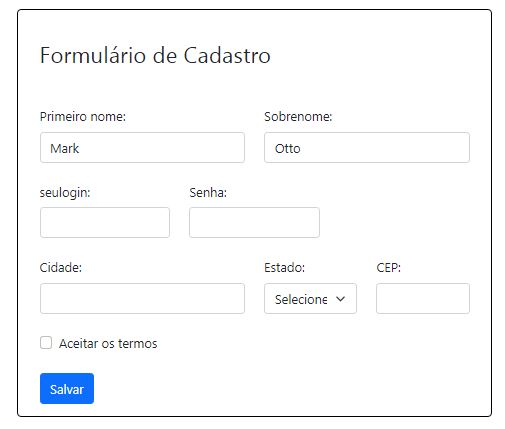 Formulário de Cadastro
Primeiro nome: Sobrenome:
Mark Otto
seulogin: Senha:
Cidade: Estado: CEP:
Selecione
Aceitar os termos
Salvar